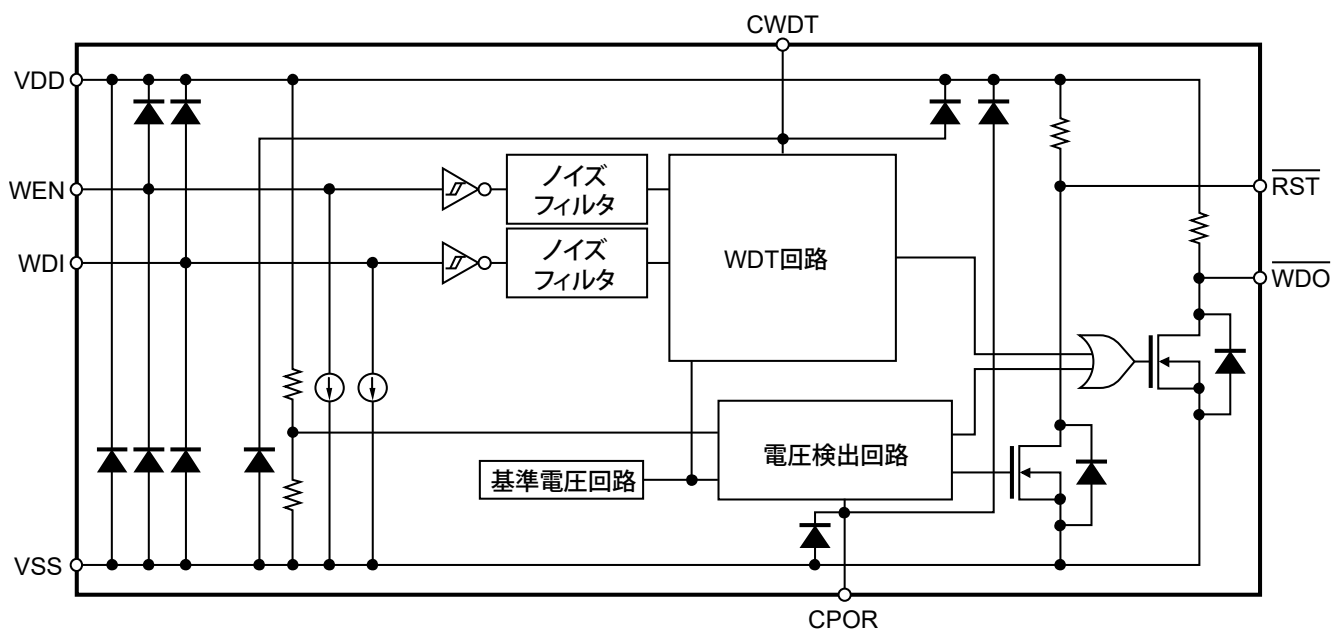 CWDT
VDD
WEN
ノイズ
フィルタ
RST
WDI
ノイズ
フィルタ
WDT回路
WDO
電圧検出回路
基準電圧回路
VSS
CPOR